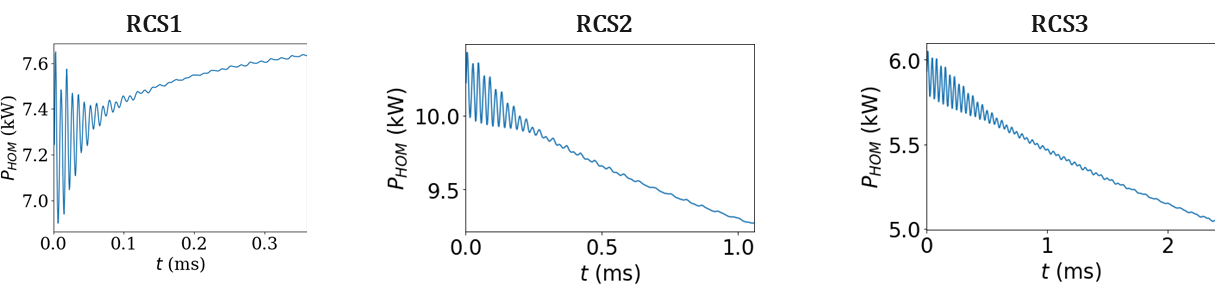 RCS1
P_HOM (kW)
7.6
7.4
7.2
7.0
0.0 0.1 0.2 0.3
t (ms)
RCS2
P_HOM (kW)
10.0
9.5
0.0 0.5 1.0
t (ms)
RCS3
P_HOM (kW)
6.0
5.5
5.0
0 1 2
t (ms)